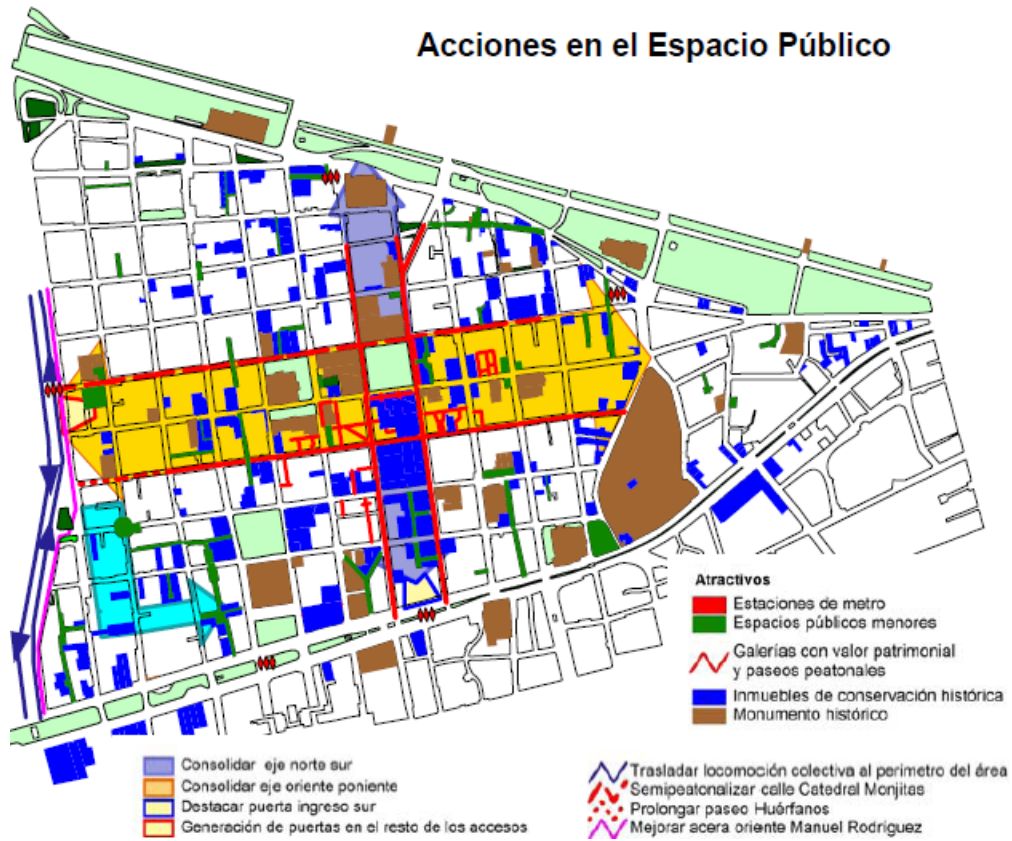 Acciones en el Espacio Público
Atractivos
Estaciones de metro
Espacios públicos menores
Galerías con valor patrimonial
y paseos peatonales
Inmuebles de conservación histórica
Monumento histórico
Consolidar eje norte sur
Consolidar eje oriente poniente
Destacar puerta ingreso sur
Generación de puertas en el resto de los accesos
Trasladar locomoción colectiva al perimetro del área
Semipeatonalizar calle Catedral Monjitas
Prolongar paseo Huérfanos
Mejorar acera oriente Manuel Rodríguez